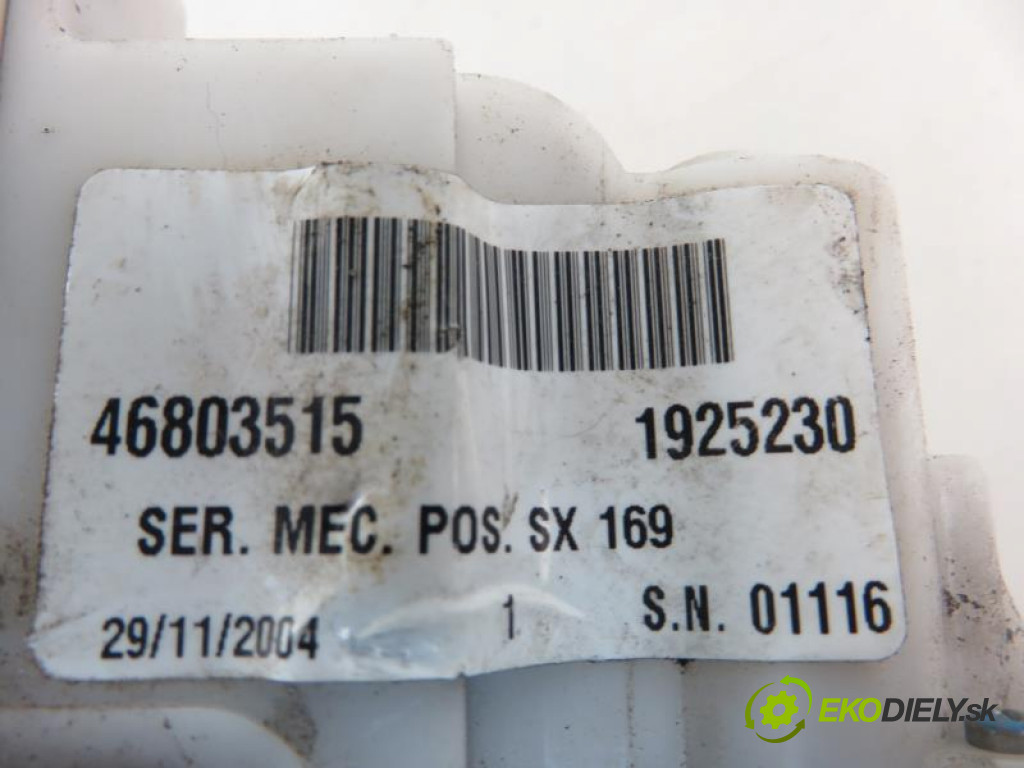 46803515 1925230
SER. MEC. POS. SX 169
29/11/2004 1 S.N. 01116
EKODIELY.sk